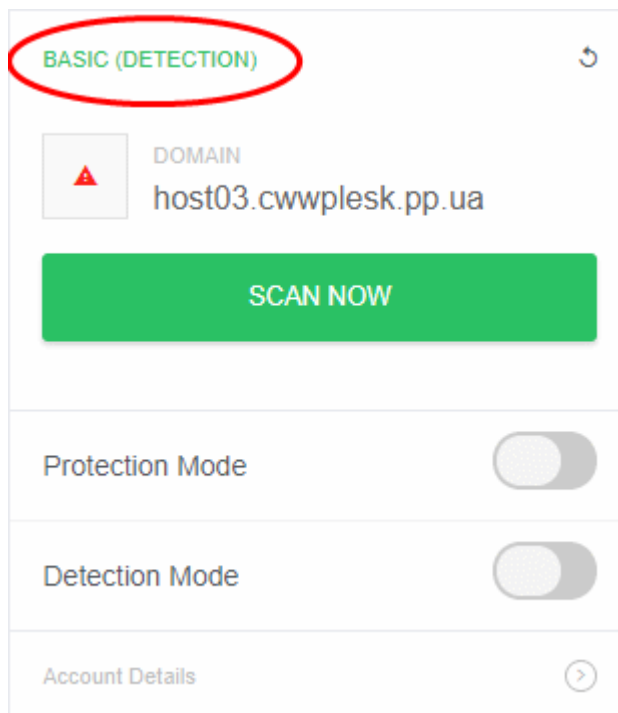 BASIC (DETECTION)
DOMAIN
host03.cwwplesk.pp.ua
SCAN NOW
Protection Mode
Detection Mode
Account Details